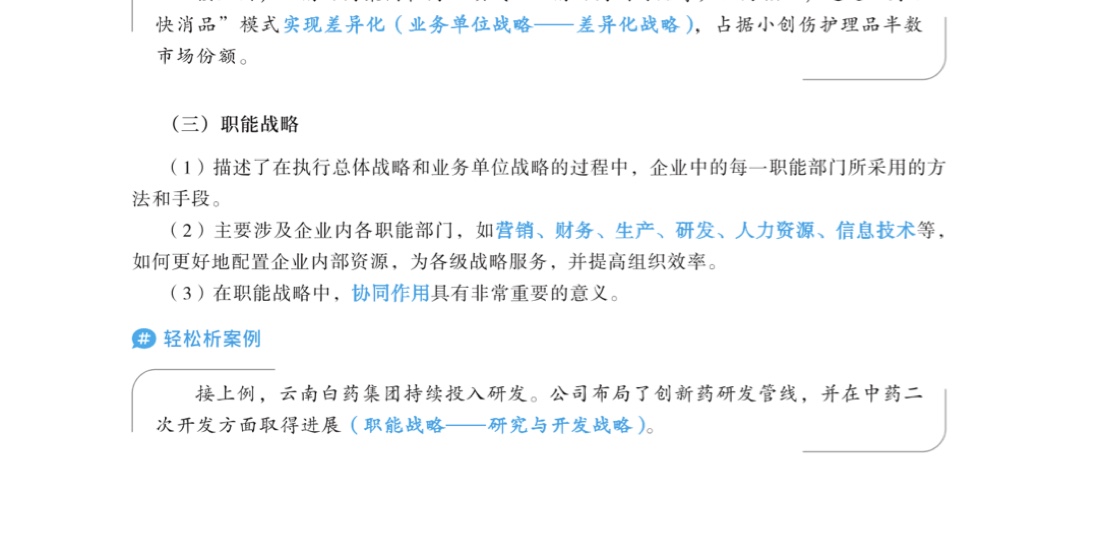 快消品”模式实现差异化（业务单位战略——差异化战略），占据小创伤护理品半数
市场份额。
（三）职能战略
（1）描述了在执行总体战略和业务单位战略的过程中，企业中的每一职能部门所采用的方
法和手段。
（2）主要涉及企业内各职能部门，如营销、财务、生产、研发、人力资源、信息技术等，
如何更好地配置企业内部资源，为各级战略服务，并提高组织效率。
（3）在职能战略中，协同作用具有非常重要的意义。
# 轻松析案例
接上例，云南白药集团持续投入研发。公司布局了创新药研发管线，并在中药二
次开发方面取得进展（职能战略——研究与开发战略）。